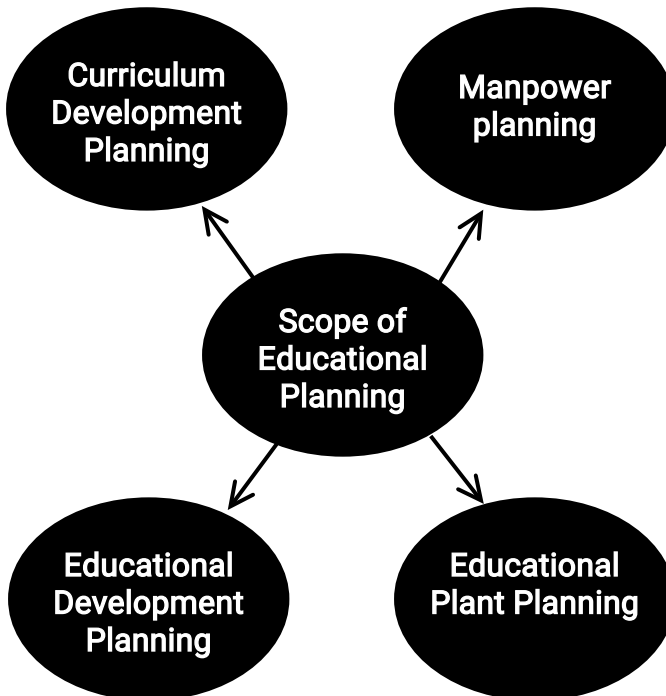 Curriculum
Development
Planning
Manpower
planning
Scope of
Educational
Planning
Educational
Development
Planning
Educational
Plant Planning